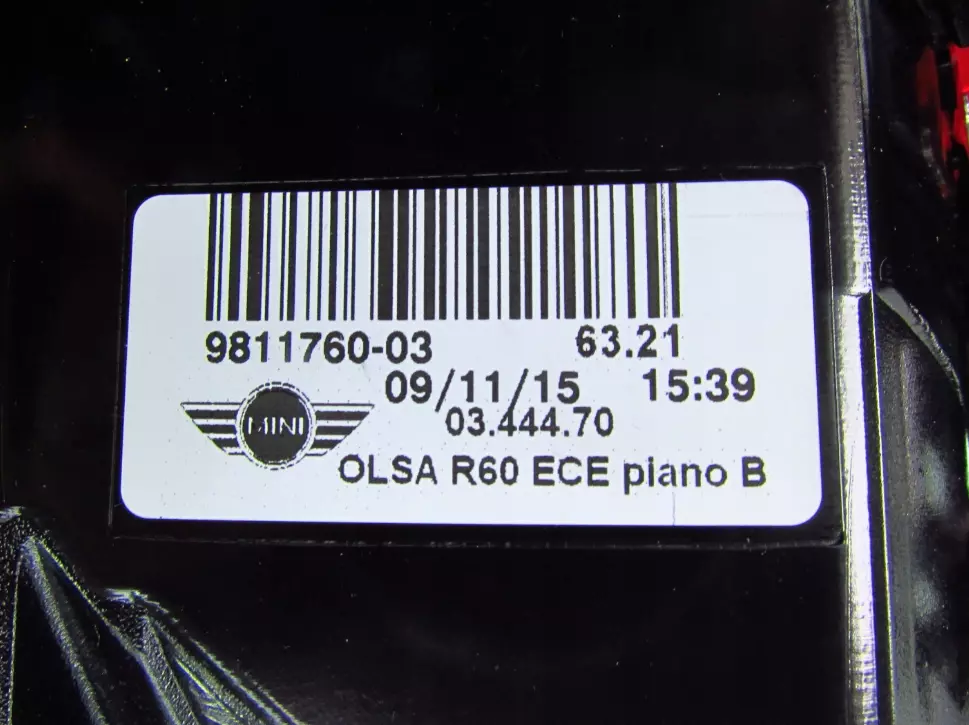 9811760-03 63.21
09/11/15 15:39
03.444.70
MINI
OLSA R60 ECE piano B